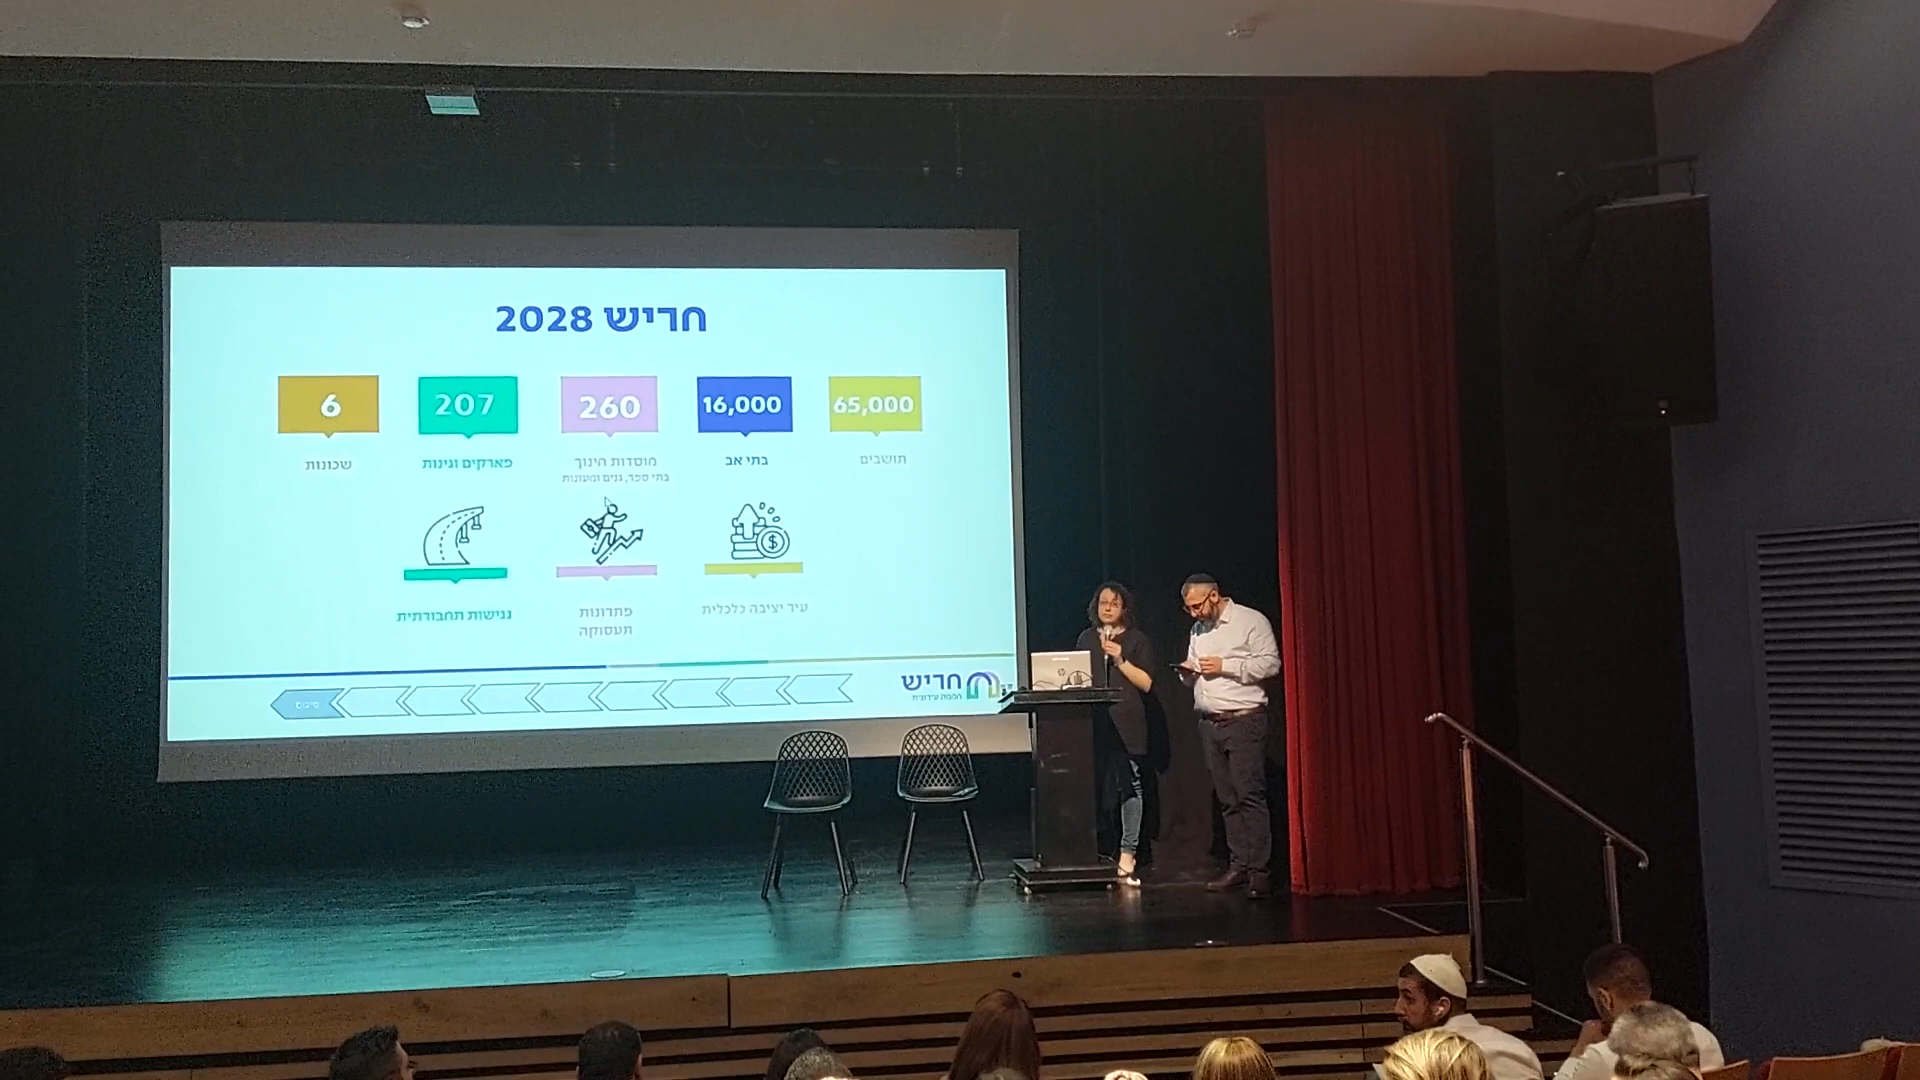 חריש 2028
65,000
תושבים
16,000
בתי אב
260
מוסדות חינוך
בתי ספר, גנים ומעונות
207
פארקים וגינות
6
שכונות
עיר יציבה כלכלית
פתרונות
תעסוקה
נגישות תחבורתית
חריש
סיכום